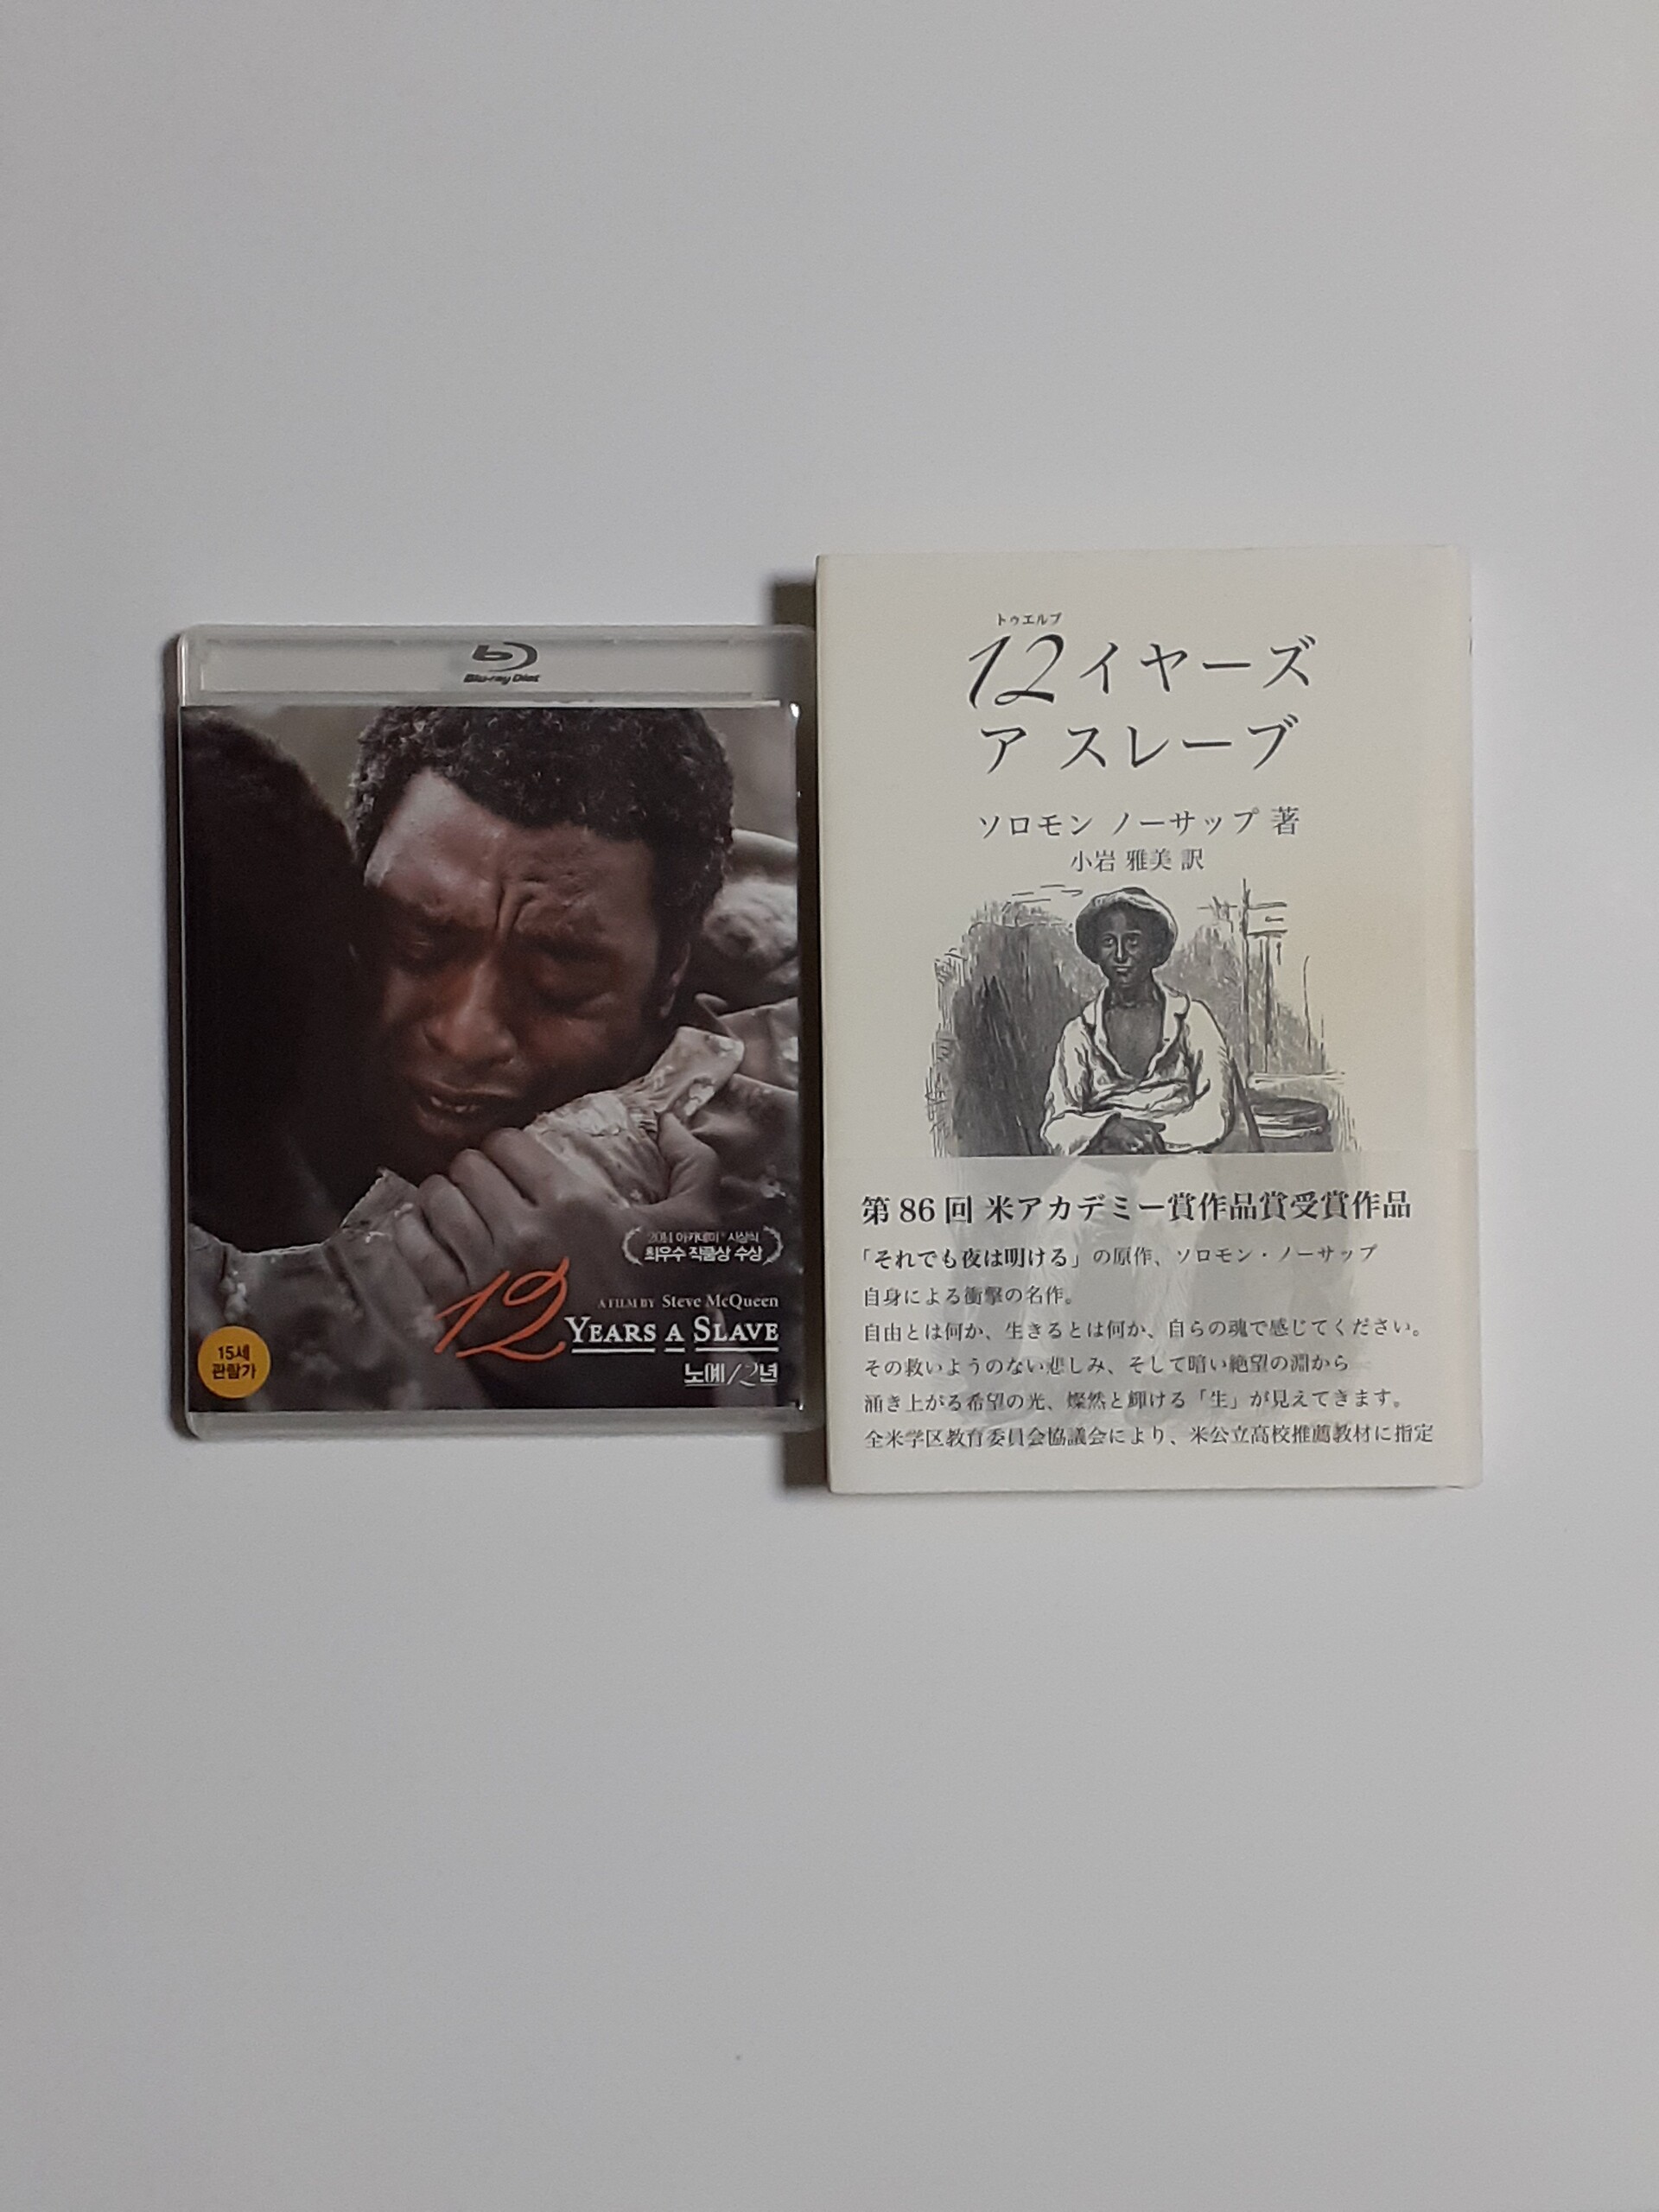 Blu-ray Disc
2014 아카데미® 시상식
최우수 작품상 수상
A FILM BY Steve McQueen
12 YEARS A SLAVE
노예 12년
15세
관람가
トゥエルブ
12イヤーズ
ア スレーブ
ソロモン ノーサップ 著
小岩 雅美 訳
第86回 米アカデミー賞作品賞受賞作品
「それでも夜は明ける」の原作、ソロモン・ノーサップ
自身による衝撃の名作。
自由とは何か、生きるとは何か、自らの魂で感じてください。
その救いようのない悲しみ、そして暗い絶望の淵から
涌き上がる希望の光、燦然と輝ける「生」が見えてきます。
全米学区教育委員会協議会により、米公立高校推薦教材に指定